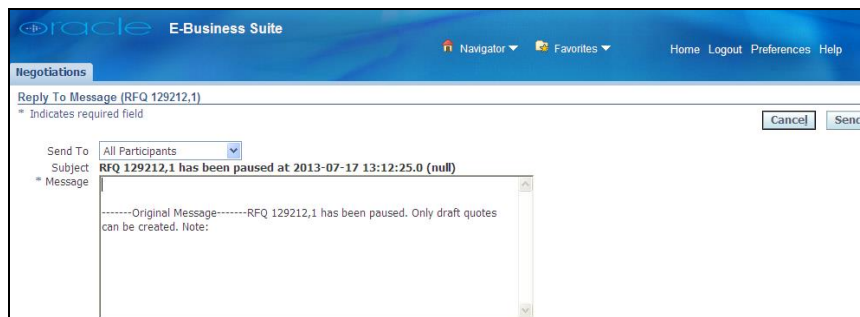 Oracle E-Business Suite
Navigator Favorites Home Logout Preferences Help
Negotiations
Reply To Message (RFQ 129212,1)
* Indicates required field
Cancel Send
Send To All Participants
Subject RFQ 129212,1 has been paused at 2013-07-17 13:12:25.0 (null)
* Message
-------Original Message-------RFQ 129212,1 has been paused. Only draft quotes
can be created. Note: